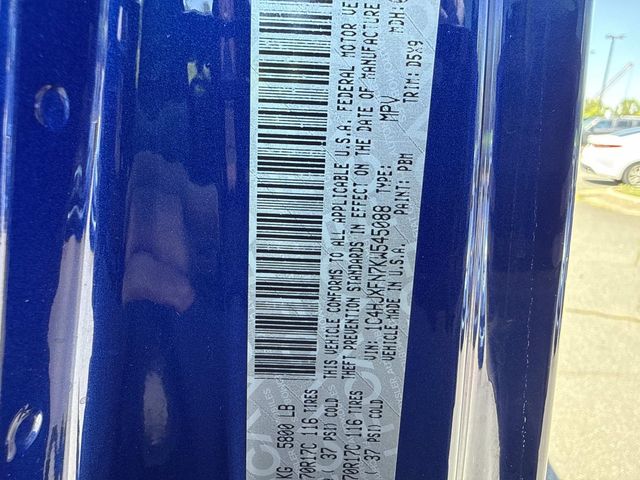 KG 5800 LB
70R17C 116 TIRES
( 37 PSI) COLD
THIS VEHICLE CONFORMS TO ALL APPLICABLE U.S.A. FEDERAL MOTOR VE
THEFT PREVENTION STANDARDS IN EFFECT ON THE DATE OF MANUFACTURE
70R17C 116 TIRES
( 37 PSI) COLD
VIN: 1C4HJXFN7KW545088 TYPE: MPV MDH:
VEHICLE MADE IN U.S.A. PAINT: PBM TRIM: D5X9